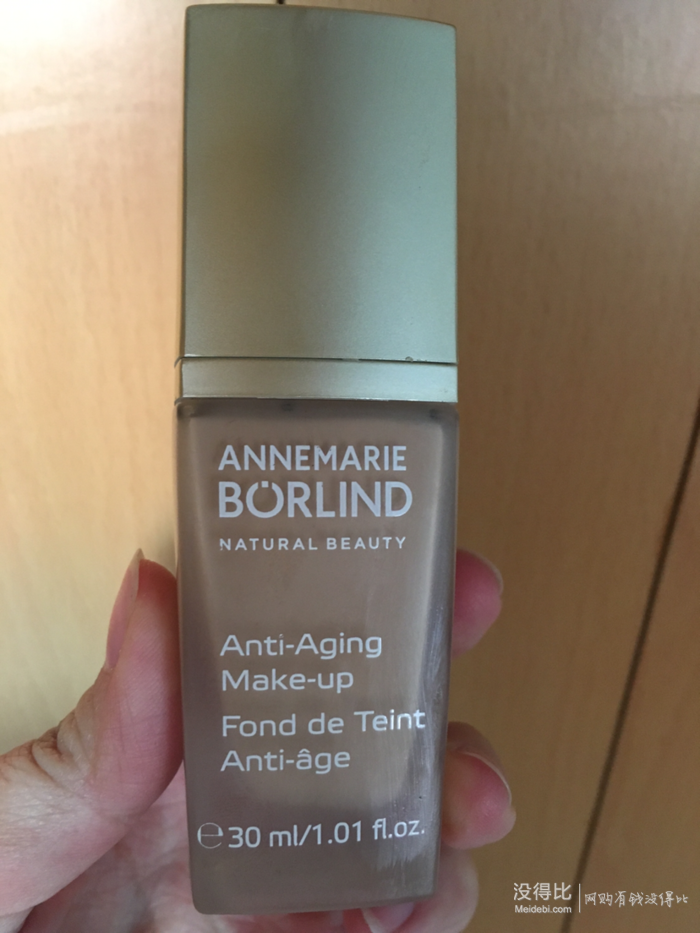 ANNEMARIE
BÖRLIND
NATURAL BEAUTY
Anti-Aging
Make-up
Fond de Teint
Anti-âge
℮30 ml/1.01 fl.oz.
没得比
Meidebi.com
网购有钱没得比